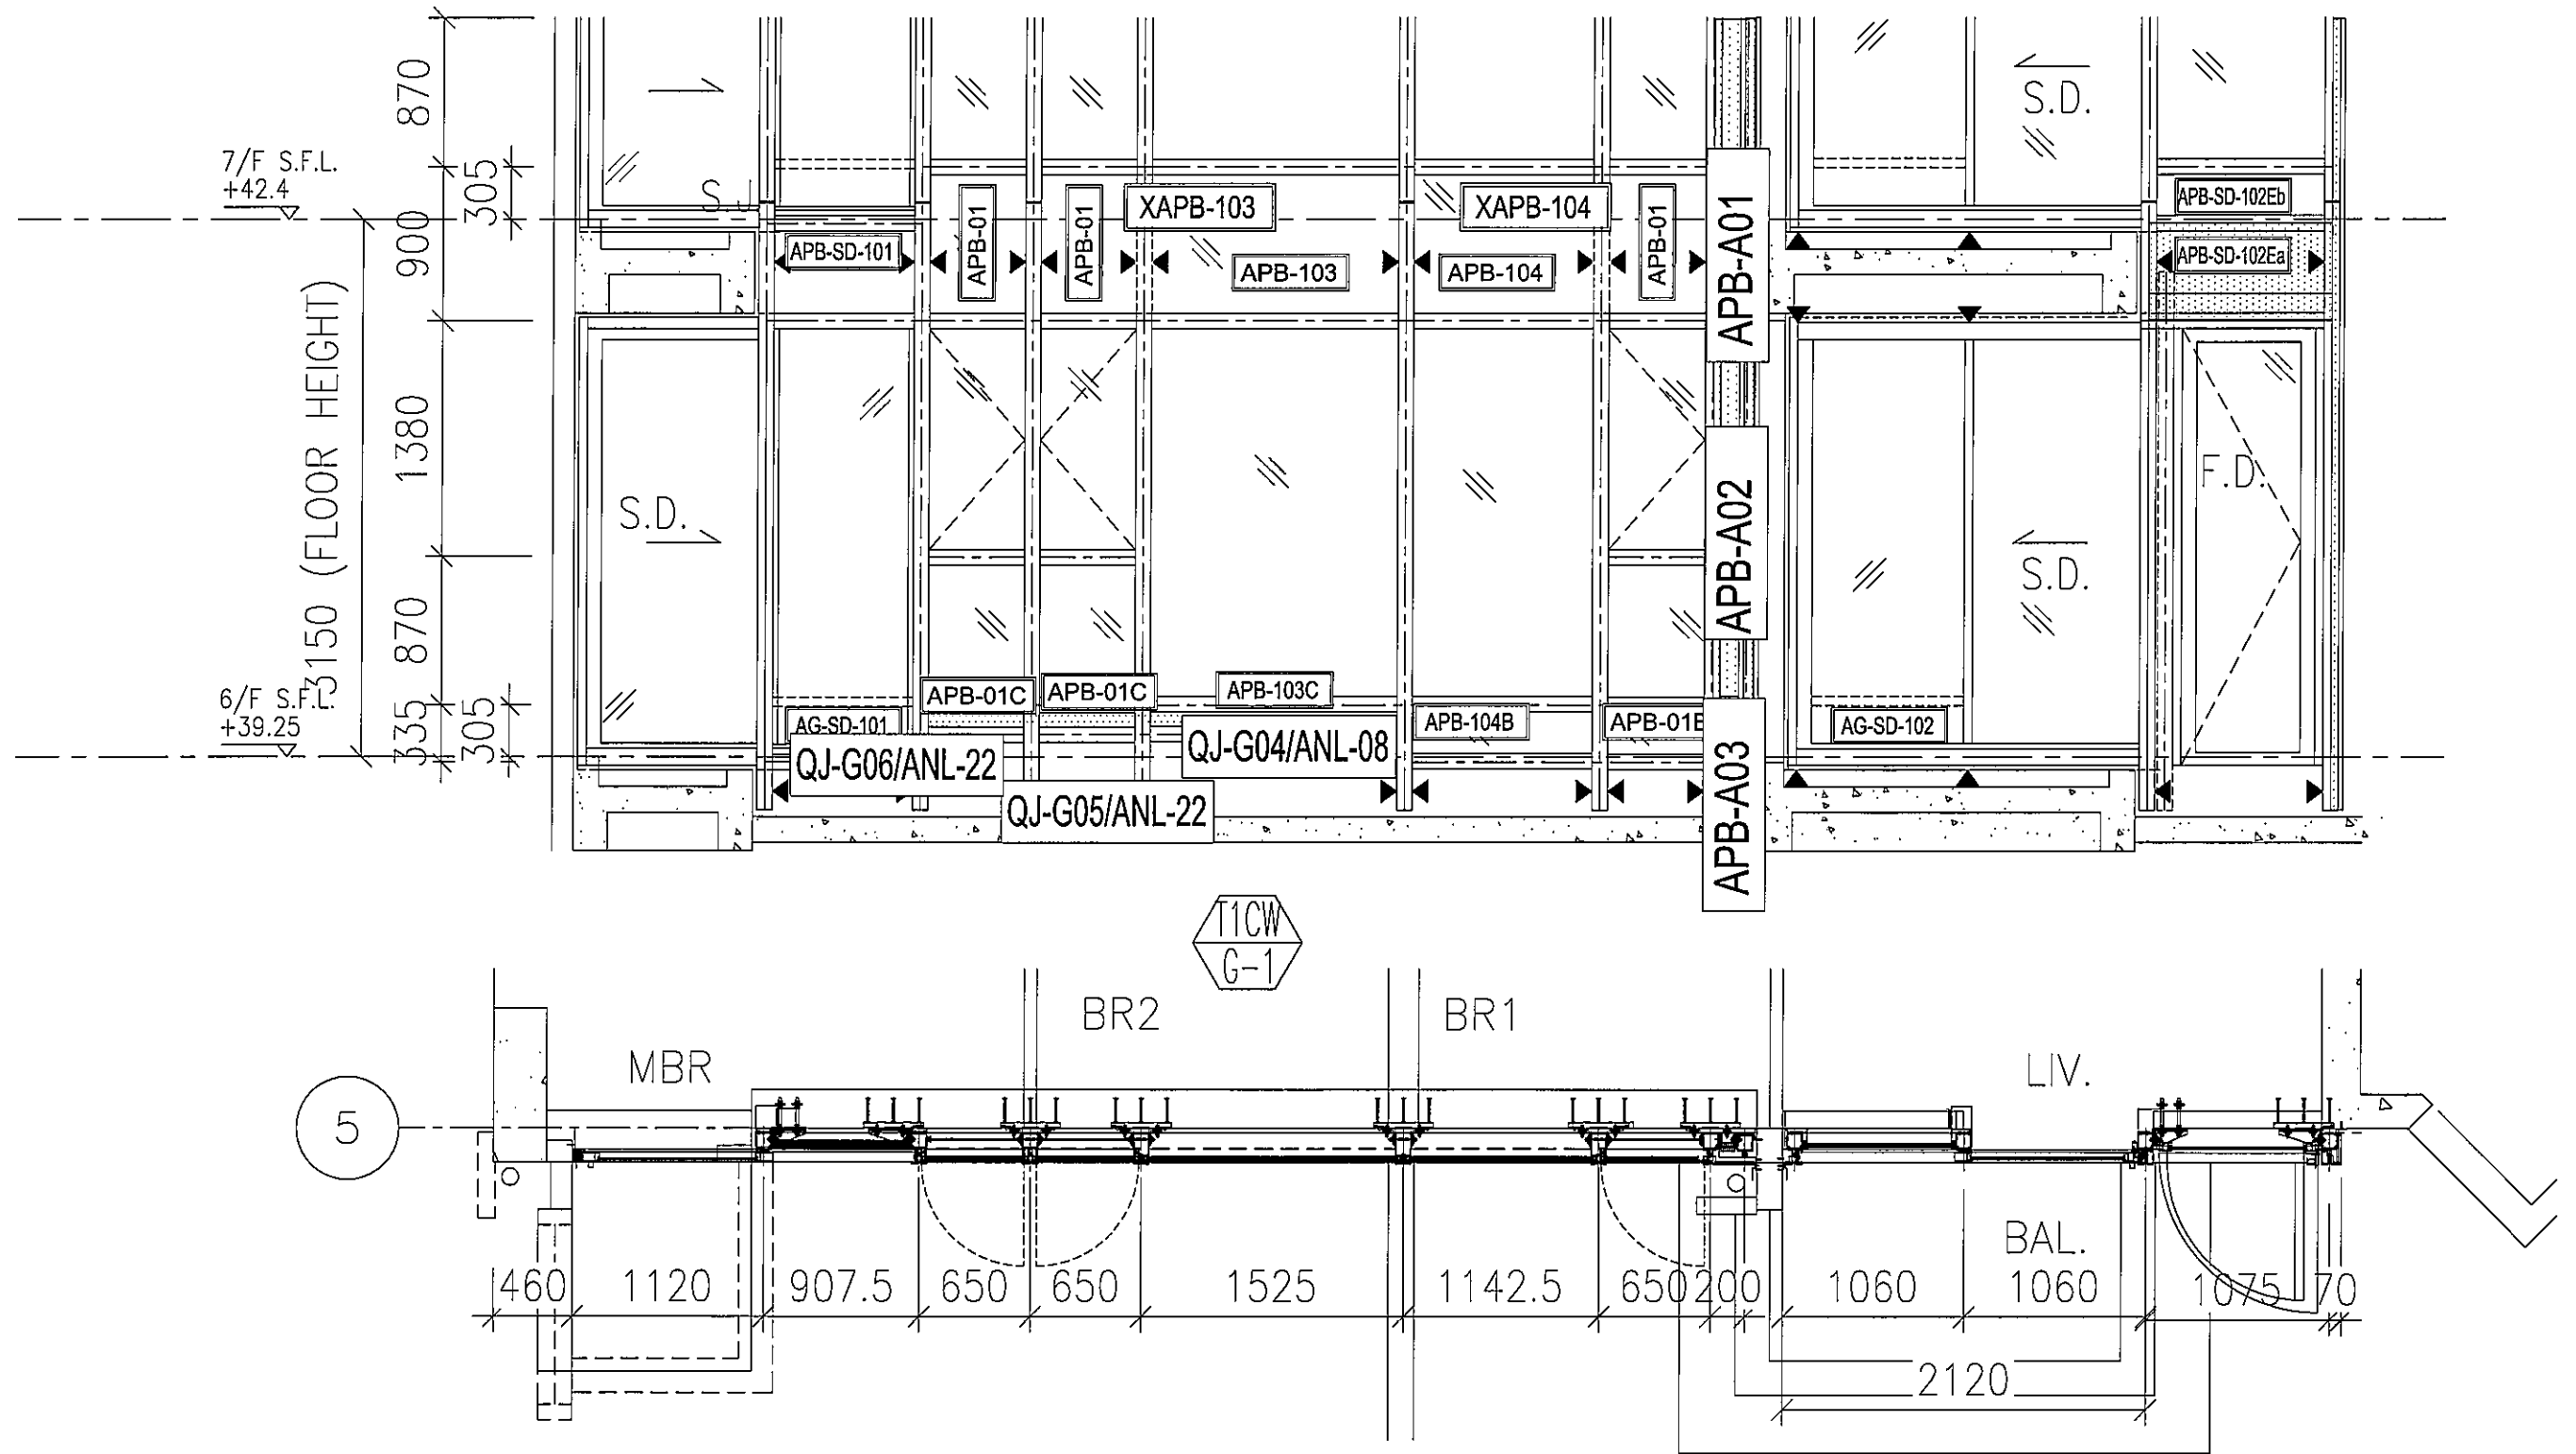 870
7/F S.F.L.
+42.4
305
900
3150 (FLOOR HEIGHT)
1380
870
6/F S.F.L.
+39.25
335
305
S.D.
APB-SD-101
APB-01
APB-01
XAPB-103
APB-103
XAPB-104
APB-104
APB-01
APB-A01
APB-SD-102Eb
APB-SD-102Ea
S.D.
APB-A02
S.D.
F.D.
APB-01C
APB-01C
APB-103C
AG-SD-101
APB-104B
AG-SD-102
QJ-G06/ANL-22
QJ-G04/ANL-08
QJ-G05/ANL-22
APB-A03
T1CW
G-1
BR2
BR1
MBR
LIV.
5
BAL.
460
1120
907.5
650
650
1525
1142.5
650
200
1060
1060
1075
70
2120